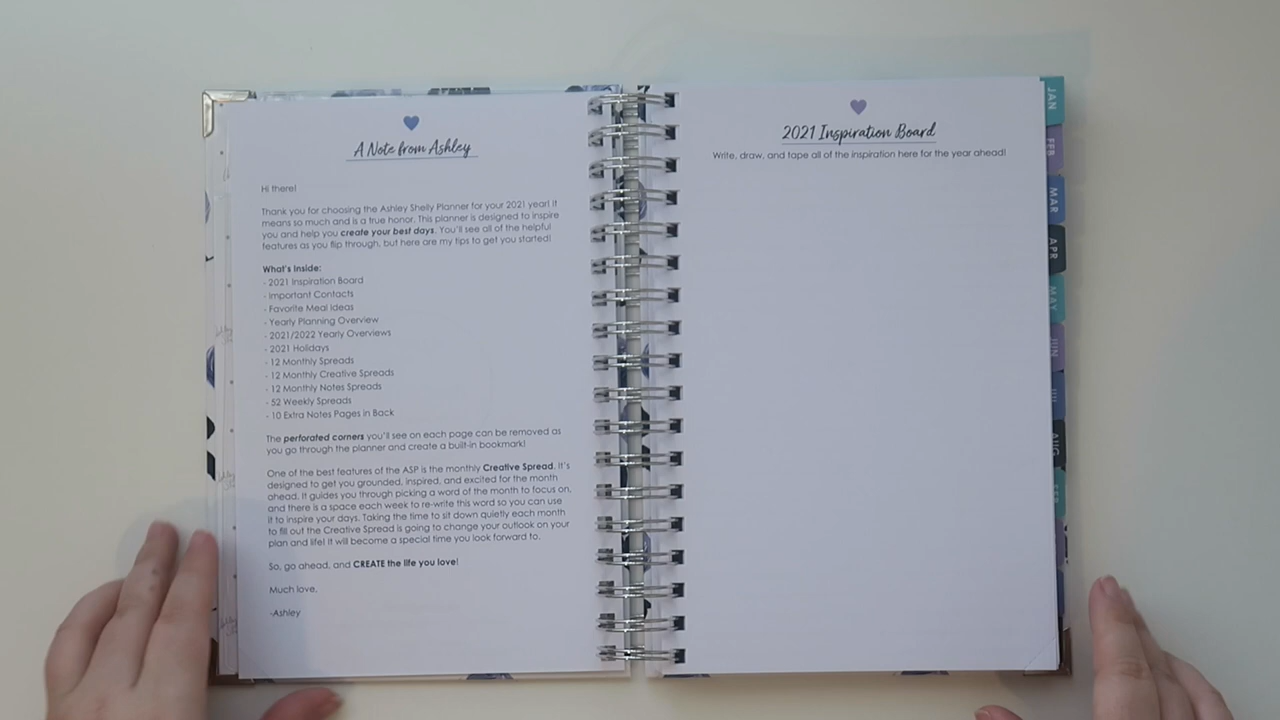 A Note from Ashley
Hi there!
Thank you for choosing the Ashley Shelly Planner for your 2021 year! It
means so much and is a true honor. This planner is designed to inspire
you and help you create your best days. You'll see all of the helpful
features as you flip through, but here are my tips to get you started!
What's Inside:
- 2021 Inspiration Board
- Important Contacts
- Favorite Meal Ideas
- Yearly Planning Overview
- 2021/2022 Yearly Overviews
- 2021 Holidays
- 12 Monthly Spreads
- 12 Monthly Creative Spreads
- 12 Monthly Notes Spreads
- 52 Weekly Spreads
- 10 Extra Notes Pages in Back
The perforated corners you'll see on each page can be removed as
you go through the planner and create a built-in bookmark!
One of the best features of the ASP is the monthly Creative Spread. It's
designed to get you grounded, inspired, and excited for the month
ahead. It guides you through picking a word of the month to focus on,
and there is a space each week to re-write this word so you can use
it to inspire your days. Taking the time to sit down quietly each month
to fill out the Creative Spread is going to change your outlook on your
plan and life! It will become a special time you look forward to.
So, go ahead, and CREATE the life you love!
Much love,
-Ashley
2021 Inspiration Board
Write, draw, and tape all of the inspiration here for the year ahead!
JAN
FEB
MAR
APR
MAY
JUN
JUL
AUG
SEP